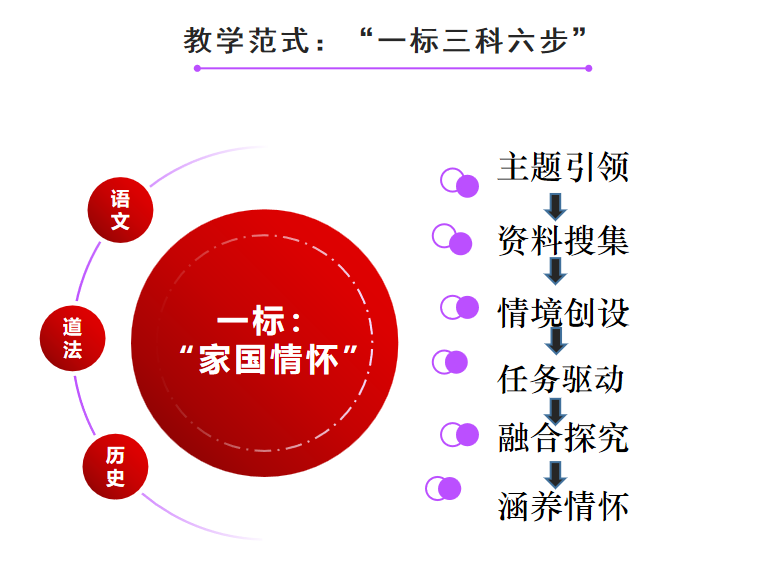 教学范式：“一标三科六步”
语
文
道
法
历
史
一标：
“家国情怀”
主题引领
资料搜集
情境创设
任务驱动
融合探究
涵养情怀